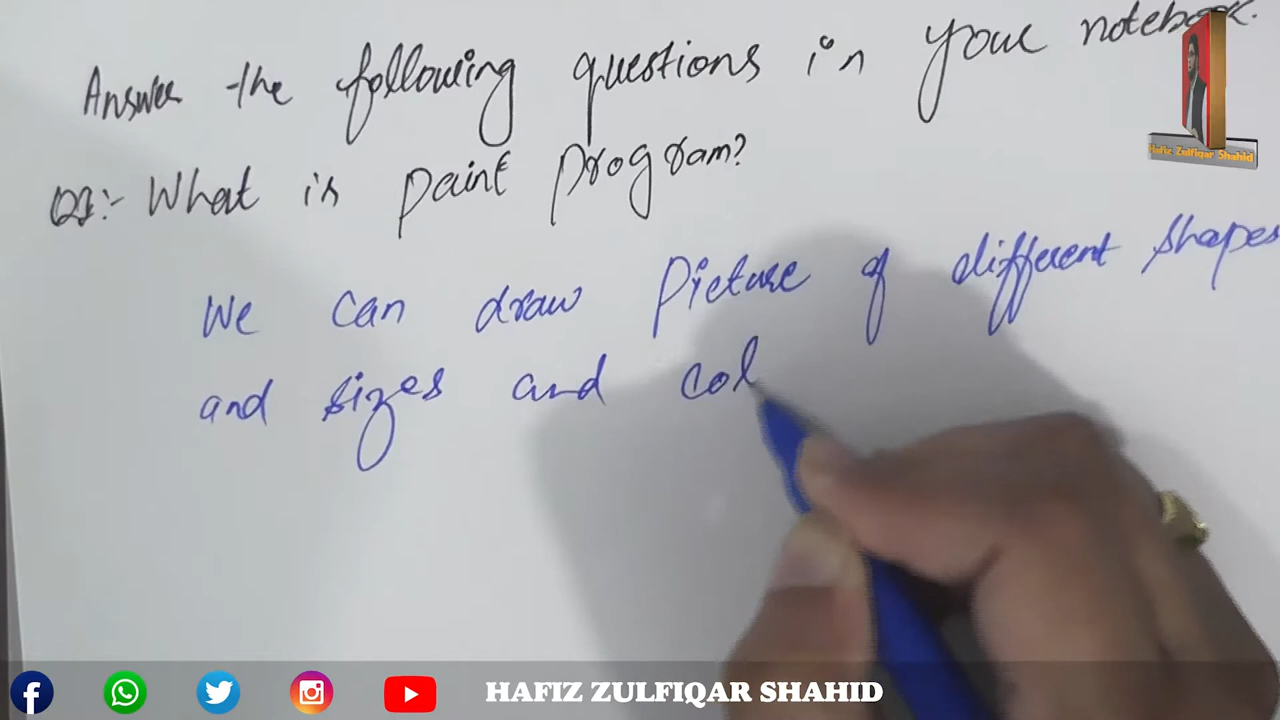 Answer the following questions in your notebook.
Q1:- What is paint program?
We can draw Picture of different shapes
and sizes and col
Hafiz Zulfiqar Shahid
HAFIZ ZULFIQAR SHAHID